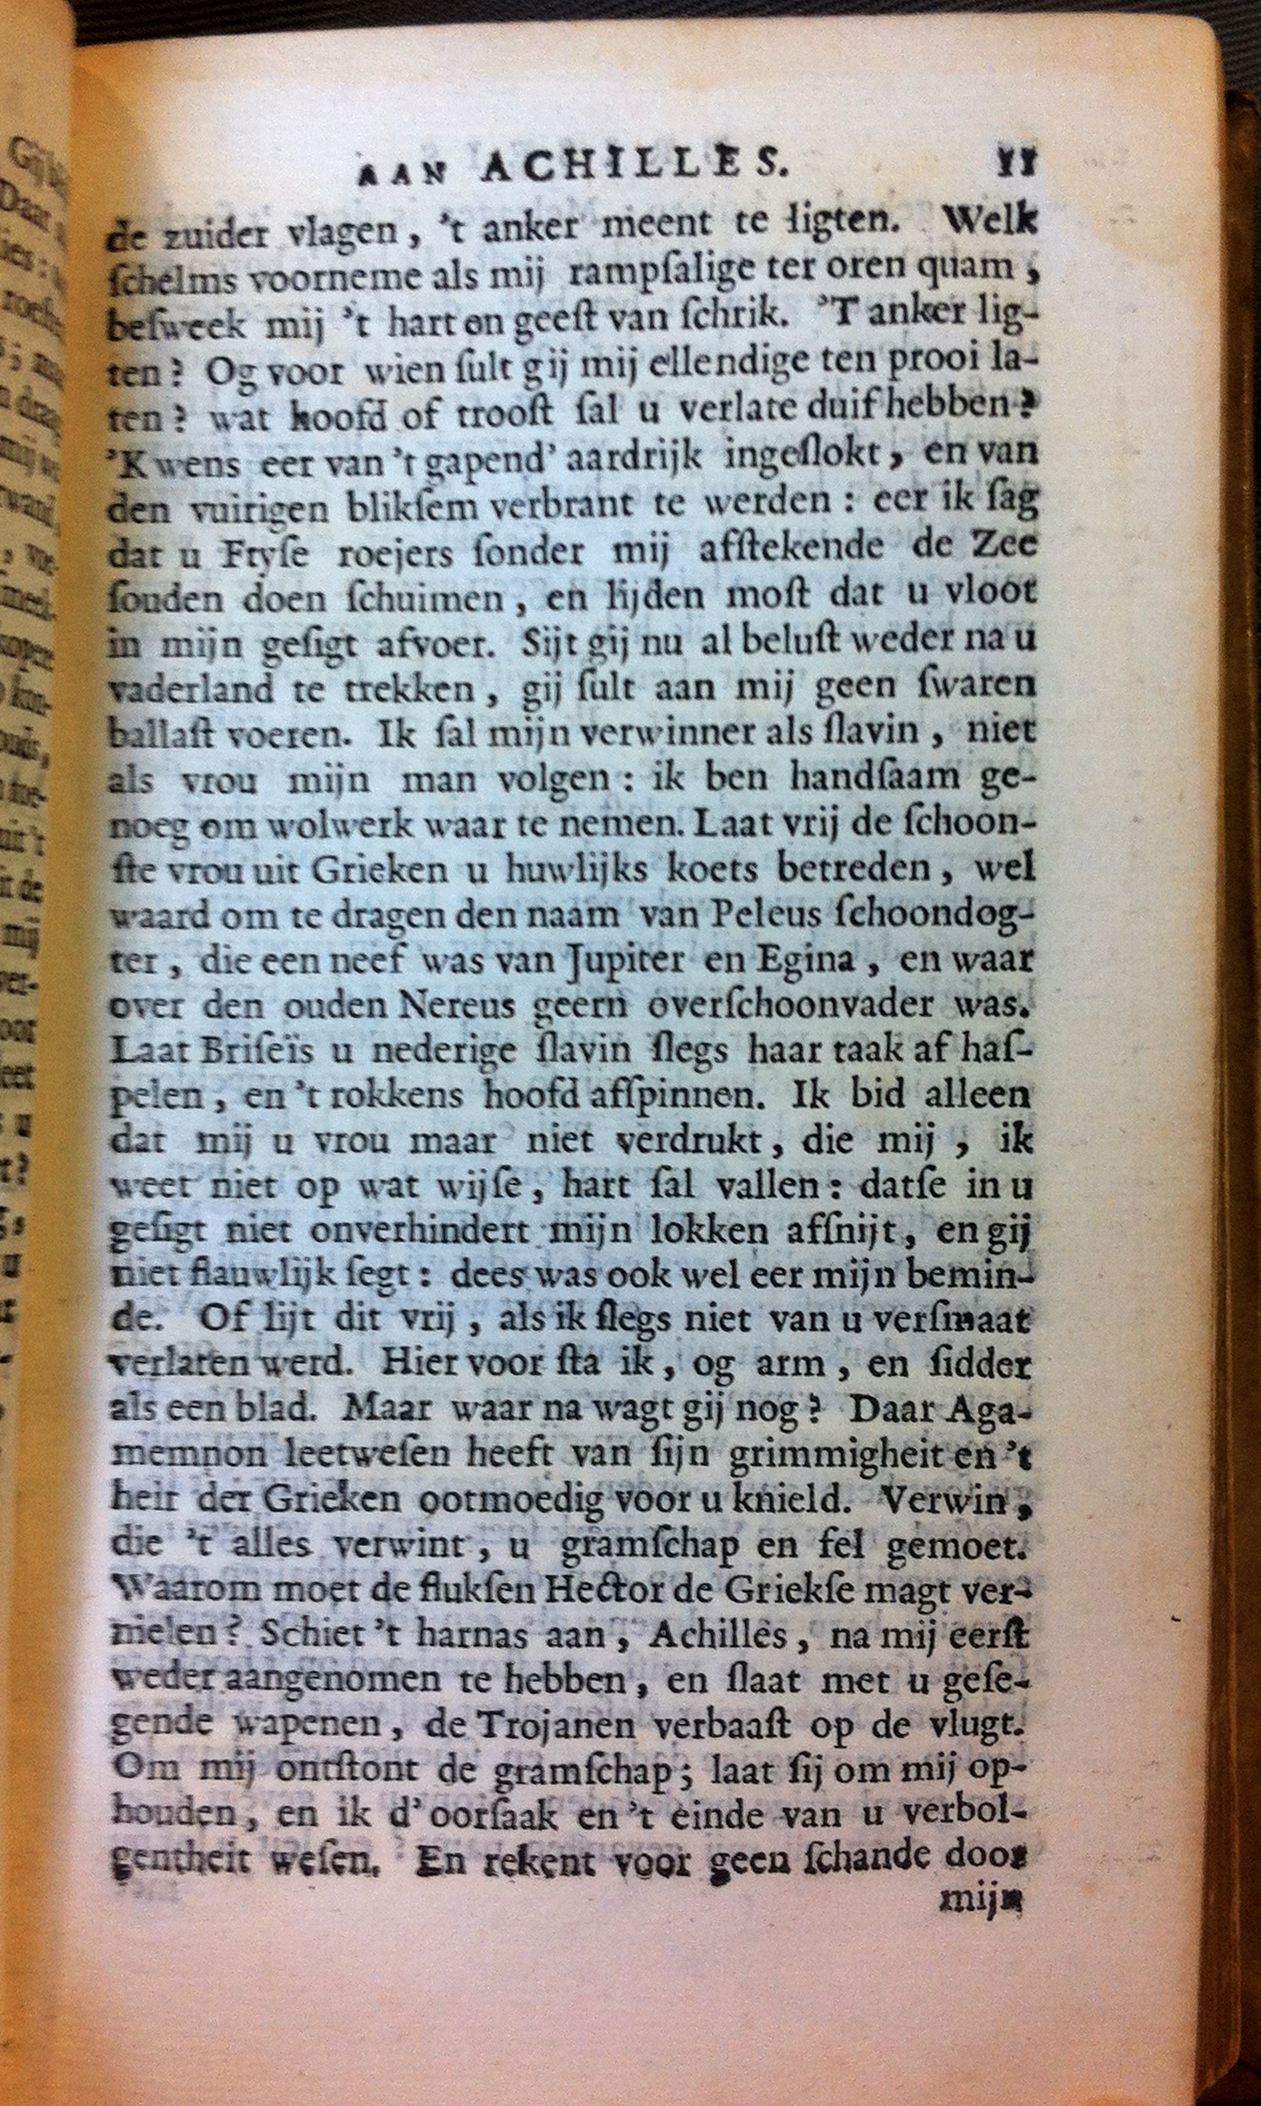 AAN ACHILLES. 11
de zuider vlagen, 't anker meent te ligten. Welk
ſchelms voorneme als mij rampſalige ter oren quam,
beſweek mij 't hart en geeſt van ſchrik. 'T anker lig-
ten? Og voor wien ſult gij mij ellendige ten prooi la-
ten? wat hoofd of trooſt ſal u verlate duif hebben?
'K wens eer van 't gapend' aardrijk ingeſlokt, en van
den vuirigen blikſem verbrant te werden: eer ik ſag
dat u Ftyſe roejers ſonder mij afſtekende de Zee
ſouden doen ſchuimen, en lijden moſt dat u vloot
in mijn geſigt afvoer. Sijt gij nu al beluſt weder na u
vaderland te trekken, gij ſult aan mij geen ſwaren
ballaſt voeren. Ik ſal mijn verwinner als ſlavin, niet
als vrou mijn man volgen: ik ben handſaam ge-
noeg om wolwerk waar te nemen. Laat vrij de ſchoon-
ſte vrou uit Grieken u huwlijks koets betreden, wel
waard om te dragen den naam van Peleus ſchoondog-
ter, die een neef was van Jupiter en Egina, en waar
over den ouden Nereus geern overſchoonvader was.
Laat Briſeïs u nederige ſlavin ſlegs haar taak af haſ-
pelen, en 't rokkens hoofd afſpinnen. Ik bid alleen
dat mij u vrou maar niet verdrukt, die mij, ik
weet niet op wat wijſe, hart ſal vallen: datſe in u
geſigt niet onverhindert mijn lokken afſnijt, en gij
niet flauwlijk ſegt: dees was ook wel eer mijn bemin-
de. Of lijt dit vrij, als ik ſlegs niet van u verſmaat
verlaten werd. Hier voor ſta ik, og arm, en ſidder
als een blad. Maar waar na wagt gij nog? Daar Aga-
memnon leetweſen heeft van ſijn grimmigheit en 't
heir der Grieken ootmoedig voor u knield. Verwin,
die 't alles verwint, u gramſchap en fel gemoet.
Waarom moet de flukſen Hector de Griekſe magt ver-
nielen? Schiet 't harnas aan, Achilles, na mij eerſt
weder aangenomen te hebben, en ſlaat met u geſe-
gende wapenen, de Trojanen verbaaſt op de vlugt.
Om mij ontſtont de gramſchap; laat ſij om mij op-
houden, en ik d'oorſaak en 't einde van u verbol-
gentheit weſen. En rekent voor geen ſchande door
mijn